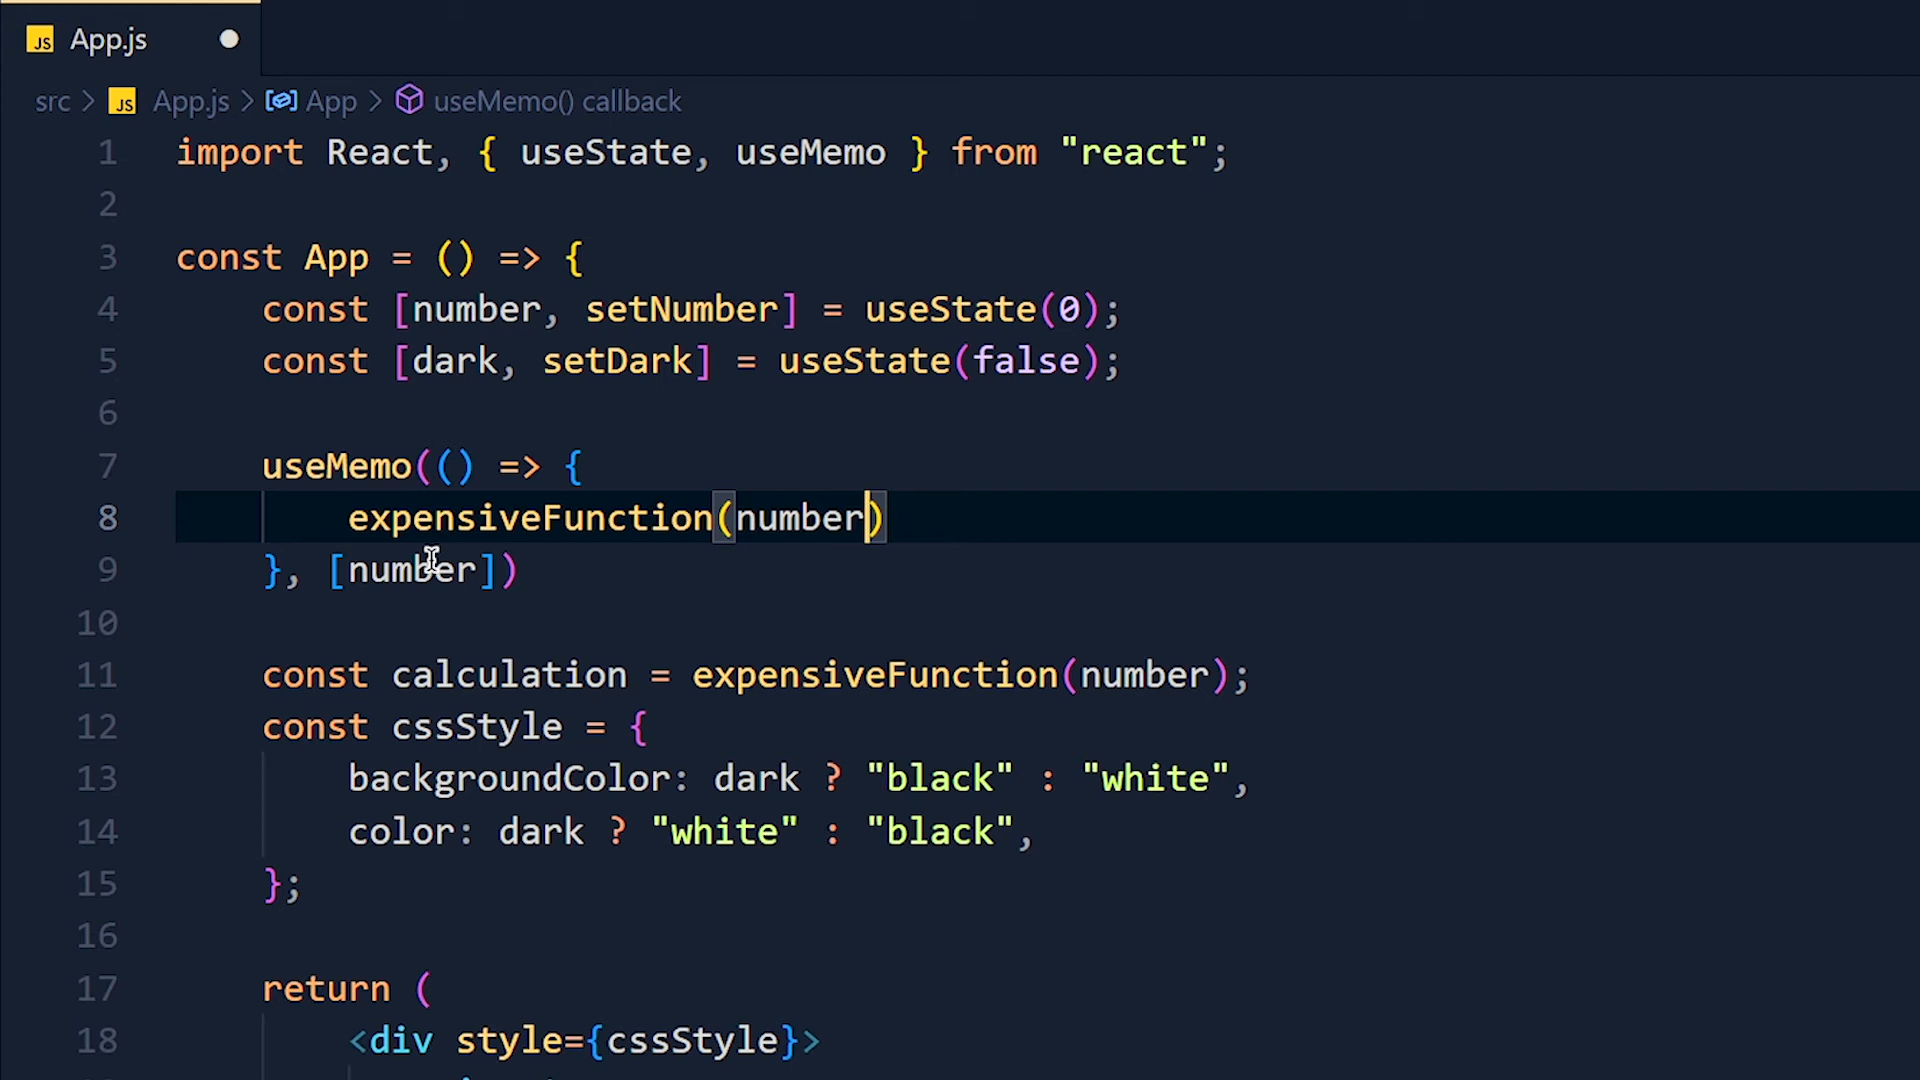 JS App.js
src > JS App.js > App > useMemo() callback
1 import React, { useState, useMemo } from "react";
2
3 const App = () => {
4 const [number, setNumber] = useState(0);
5 const [dark, setDark] = useState(false);
6
7 useMemo(() => {
8 expensiveFunction(number)
9 }, [number])
10
11 const calculation = expensiveFunction(number);
12 const cssStyle = {
13 backgroundColor: dark ? "black" : "white",
14 color: dark ? "white" : "black",
15 };
16
17 return (
18 <div style={cssStyle}>